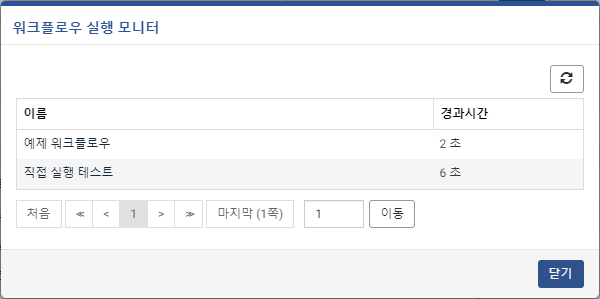 워크플로우 실행 모니터
이름 경과시간
예제 워크플로우 2 초
직접 실행 테스트 6 초
처음 ≪ < 1 > ≫ 마지막 (1쪽) 1 이동
닫기